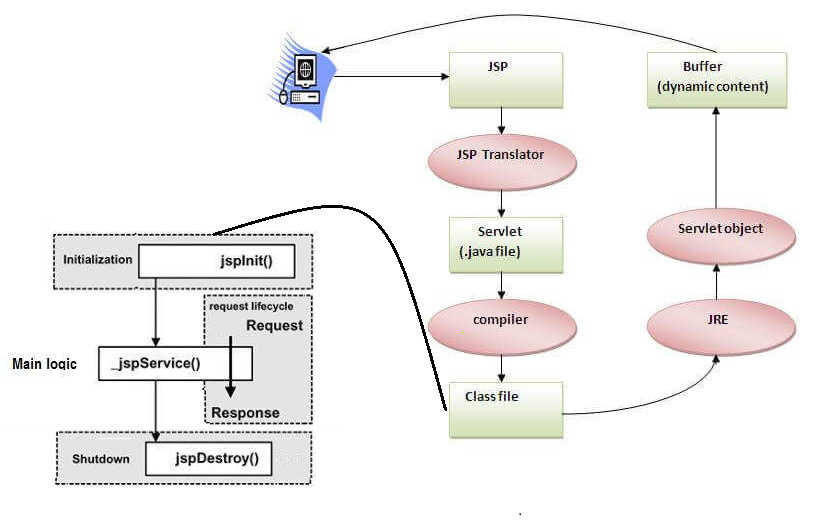 JSP
Buffer
(dynamic content)
JSP Translator
Servlet
(.java file)
Servlet object
compiler
JRE
Class file
Initialization
jspInit()
request lifecycle
Request
Main logic
_jspService()
Response
Shutdown
jspDestroy()